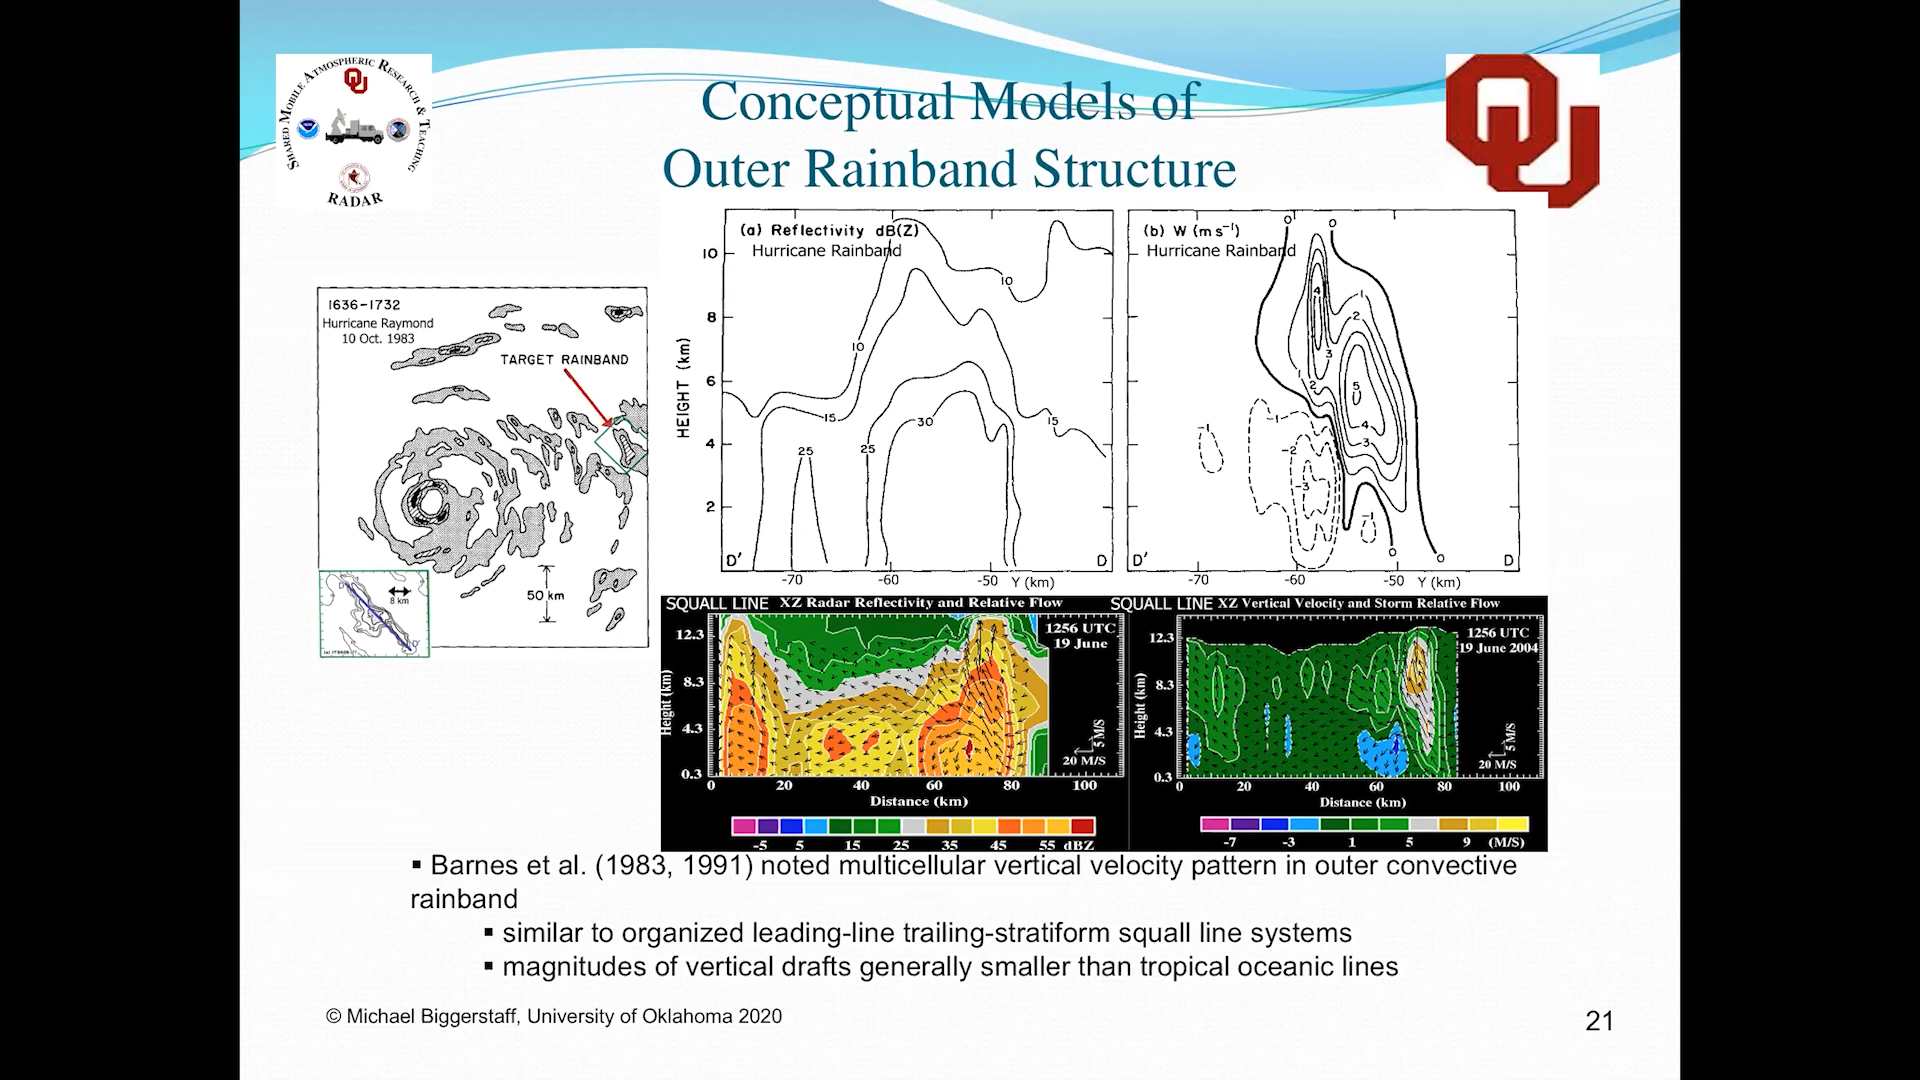 SHARED MOBILE ATMOSPHERIC RESEARCH & TEACHING
RADAR
Conceptual Models of
Outer Rainband Structure
1636-1732
Hurricane Raymond
10 Oct. 1983
TARGET RAINBAND
50 km
8 km
(a) Reflectivity dB(Z)
Hurricane Rainband
HEIGHT (km)
10
8
6
4
2
10
10
15
15
25
25
30
D'
D
-70
-60
-50
Y (km)
(b) W (m s⁻¹)
Hurricane Rainband
0
0
4
1
2
3
1
2
5
4
3
-1
-1
-2
-3
-1
0
0
D'
D
-70
-60
-50
Y (km)
SQUALL LINE XZ Radar Reflectivity and Relative Flow
1256 UTC
19 June
Height (km)
12.3
8.3
4.3
0.3
5 M/S
20 M/S
0 20 40 60 80 100
Distance (km)
-5 5 15 25 35 45 55 dBZ
SQUALL LINE XZ Vertical Velocity and Storm Relative Flow
1256 UTC
19 June 2004
Height (km)
12.3
8.3
4.3
0.3
5 M/S
20 M/S
0 20 40 60 80 100
Distance (km)
-7 -3 1 5 9 (M/S)
▪ Barnes et al. (1983, 1991) noted multicellular vertical velocity pattern in outer convective
rainband
▪ similar to organized leading-line trailing-stratiform squall line systems
▪ magnitudes of vertical drafts generally smaller than tropical oceanic lines
© Michael Biggerstaff, University of Oklahoma 2020
21